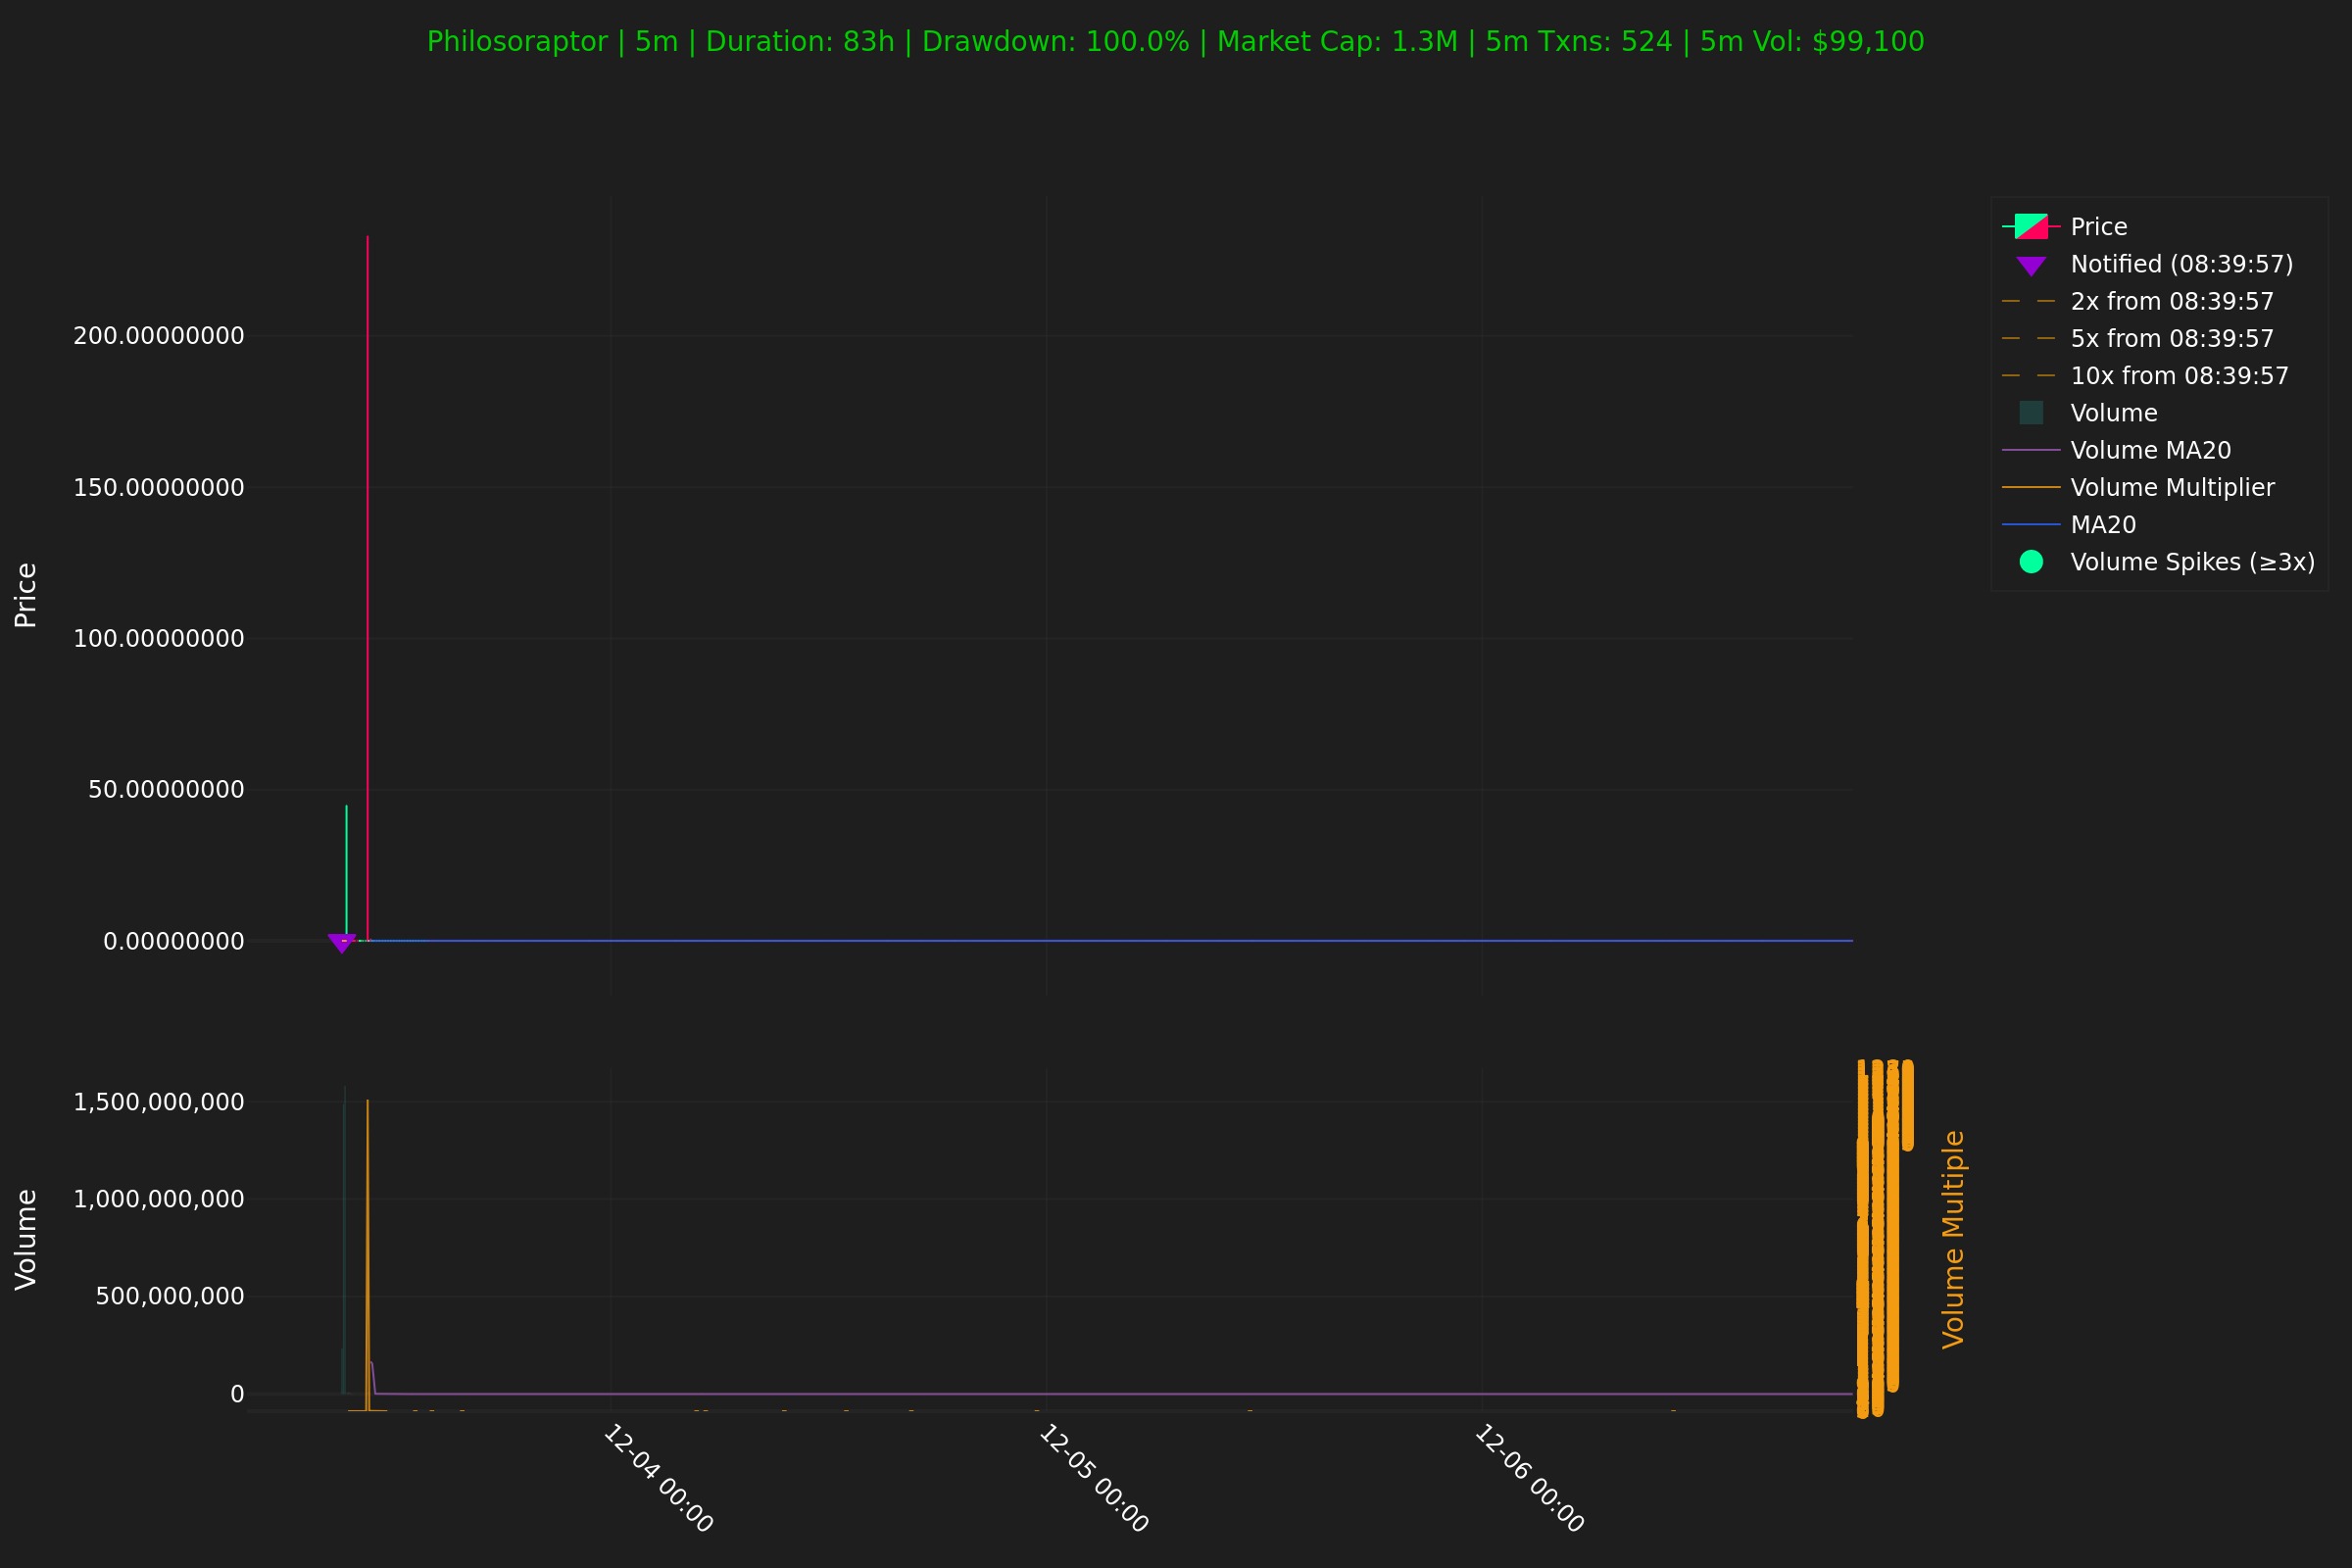 Philosoraptor | 5m | Duration: 83h | Drawdown: 100.0% | Market Cap: 1.3M | 5m Txns: 524 | 5m Vol: $99,100
Price
200.00000000
150.00000000
100.00000000
50.00000000
0.00000000
Price
Notified (08:39:57)
2x from 08:39:57
5x from 08:39:57
10x from 08:39:57
Volume
Volume MA20
Volume Multiplier
MA20
Volume Spikes (≥3x)
Volume
1,500,000,000
1,000,000,000
500,000,000
0
Volume Multiple
12-04 00:00
12-05 00:00
12-06 00:00